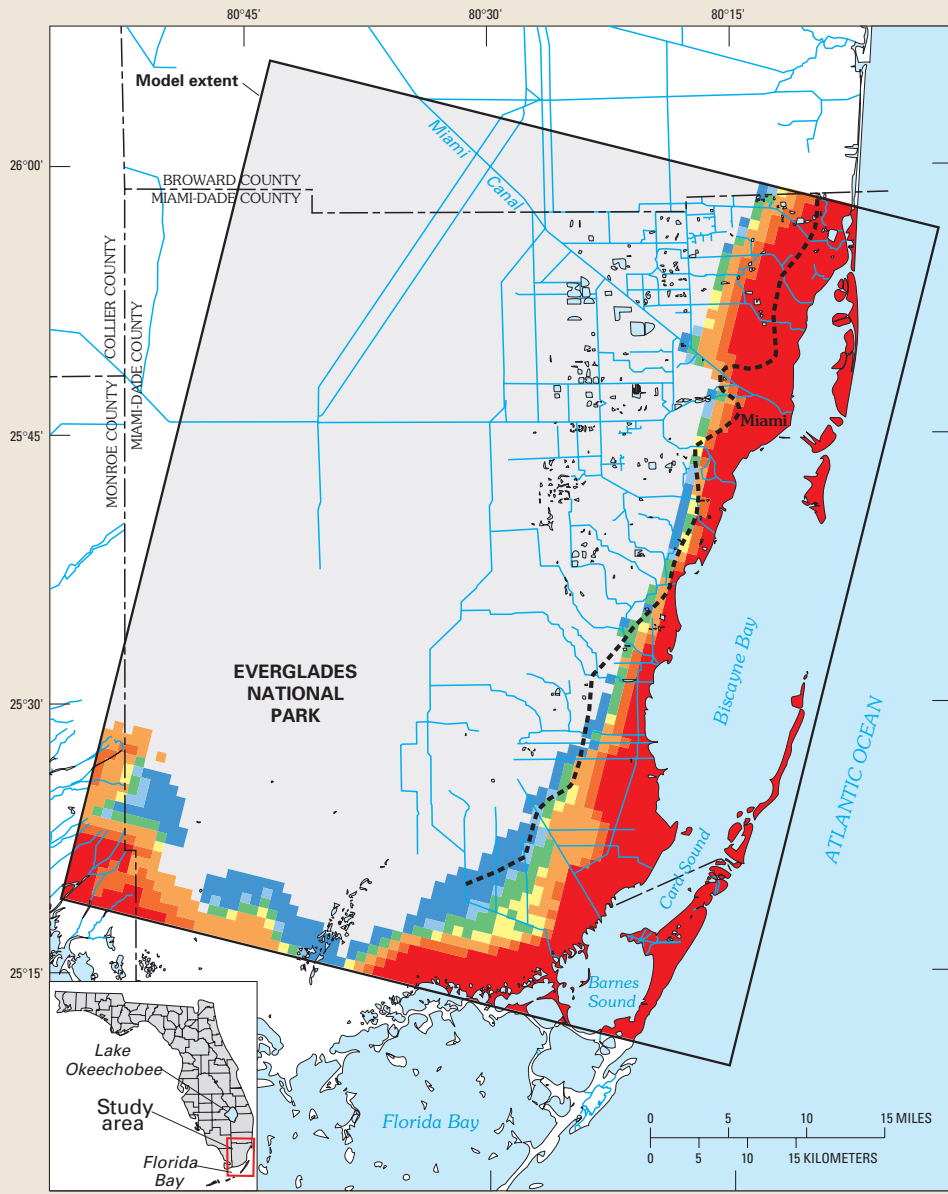 80°45'
80°30'
80°15'
Model extent
Miami
Canal
26°00'
BROWARD COUNTY
MIAMI-DADE COUNTY
COLLIER COUNTY
MONROE COUNTY
MIAMI-DADE COUNTY
25°45'
Miami
EVERGLADES
NATIONAL
PARK
Biscayne Bay
25°30'
ATLANTIC OCEAN
Card Sound
25°15'
Barnes
Sound
Lake
Okeechobee
Study
area
Florida
Bay
Florida Bay
0 5 10 15 MILES
0 5 10 15 KILOMETERS